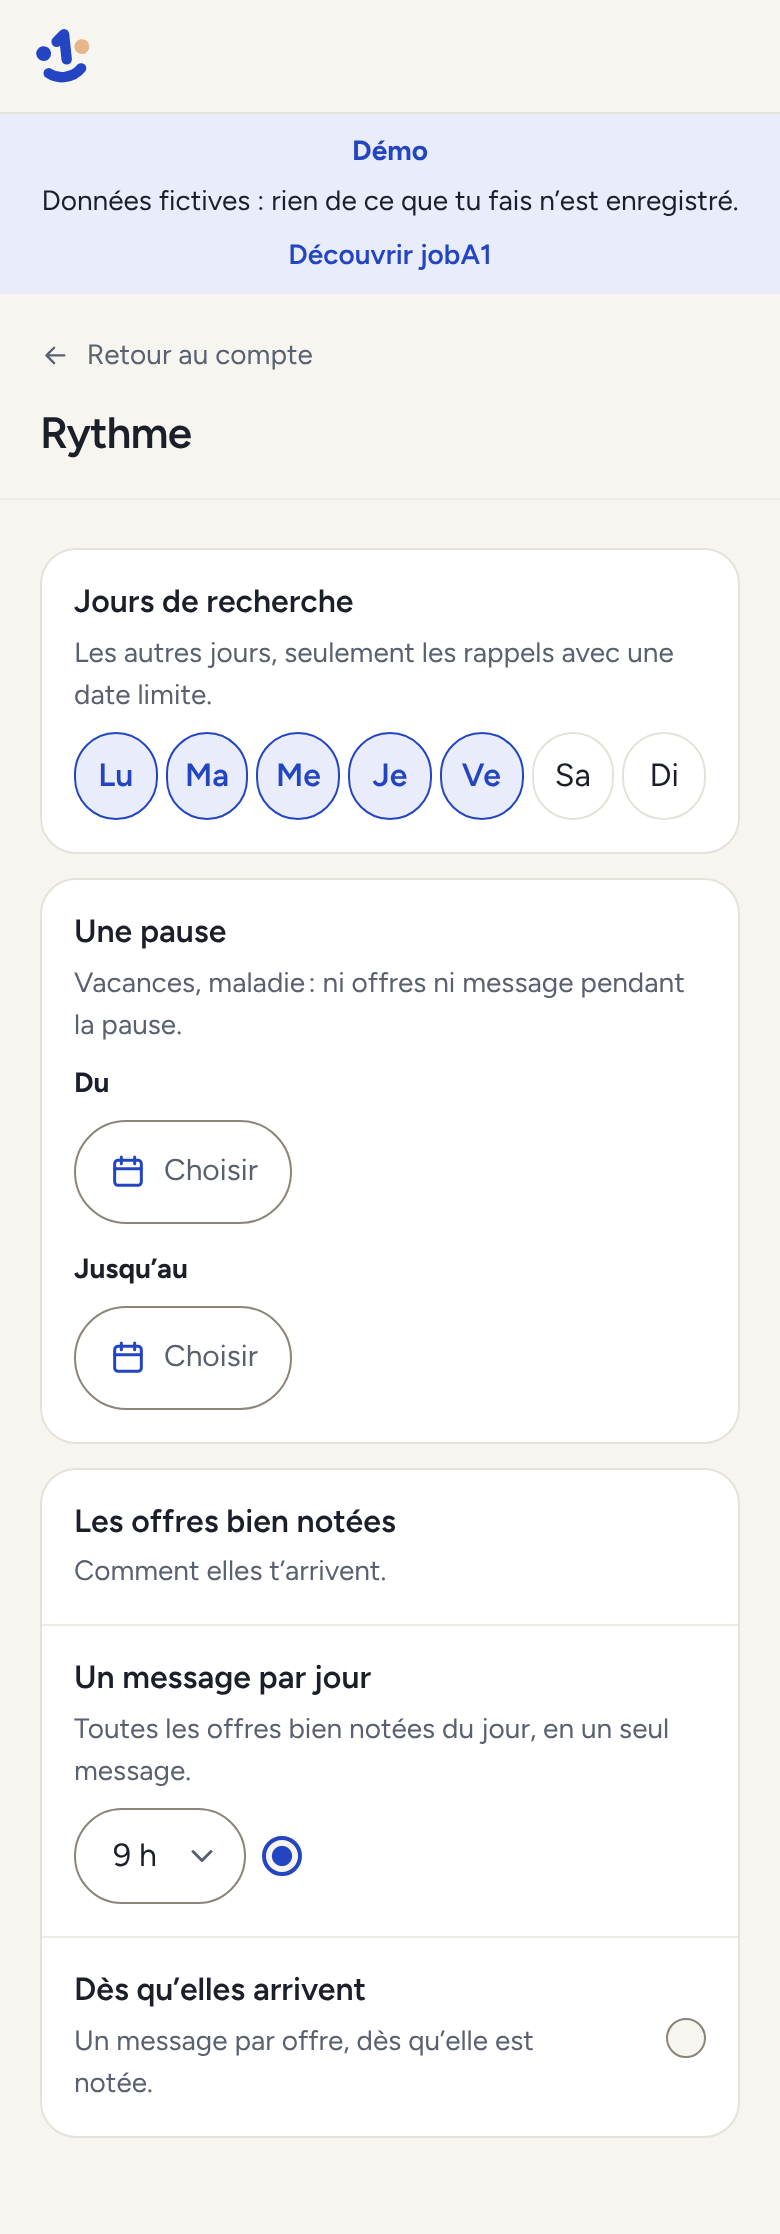 Démo
Données fictives : rien de ce que tu fais n’est enregistré.
Découvrir jobA1
← Retour au compte
Rythme
Jours de recherche
Les autres jours, seulement les rappels avec une
date limite.
Lu Ma Me Je Ve Sa Di
Une pause
Vacances, maladie : ni offres ni message pendant
la pause.
Du
Choisir
Jusqu’au
Choisir
Les offres bien notées
Comment elles t’arrivent.
Un message par jour
Toutes les offres bien notées du jour, en un seul
message.
9 h
Dès qu’elles arrivent
Un message par offre, dès qu’elle est
notée.